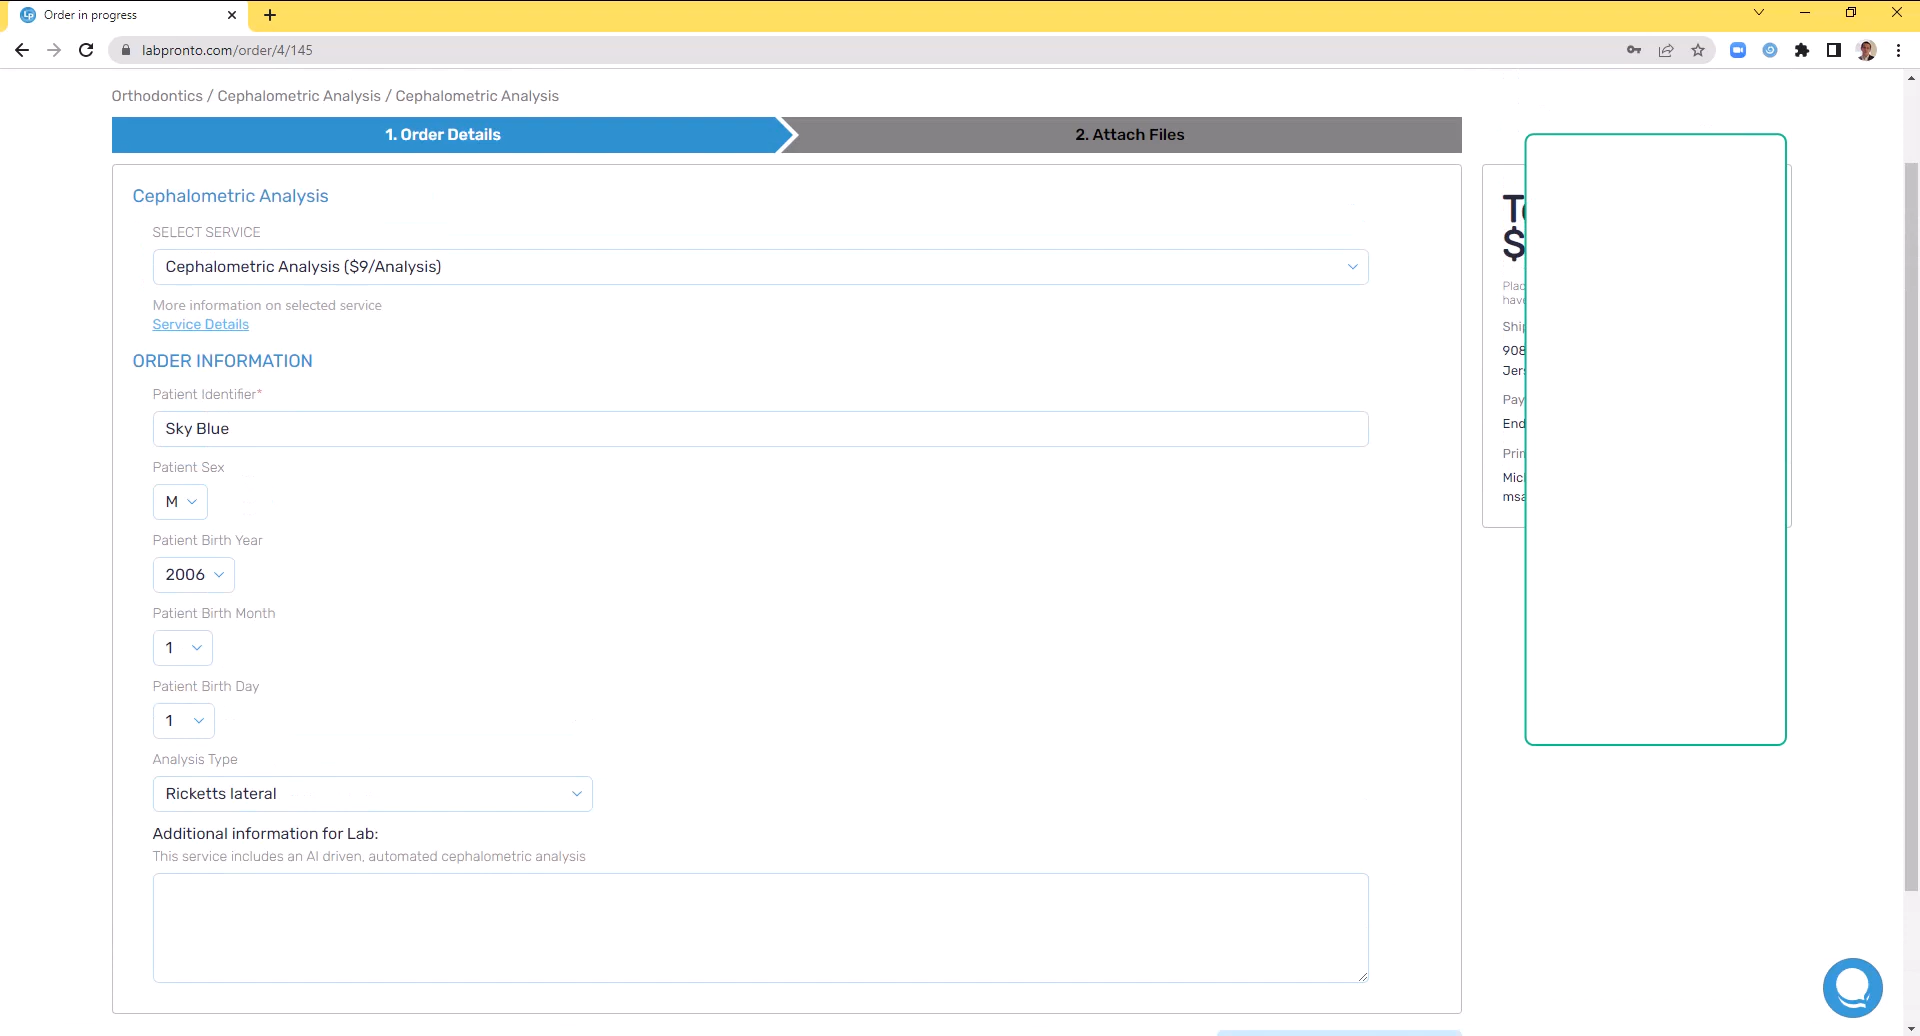 Order in progress
labpronto.com/order/4/145
Orthodontics / Cephalometric Analysis / Cephalometric Analysis
1. Order Details
2. Attach Files
Cephalometric Analysis
SELECT SERVICE
Cephalometric Analysis ($9/Analysis)
More information on selected service
Service Details
ORDER INFORMATION
Patient Identifier*
Sky Blue
Patient Sex
M
Patient Birth Year
2006
Patient Birth Month
1
Patient Birth Day
1
Analysis Type
Ricketts lateral
Additional information for Lab:
This service includes an AI driven, automated cephalometric analysis
$
908